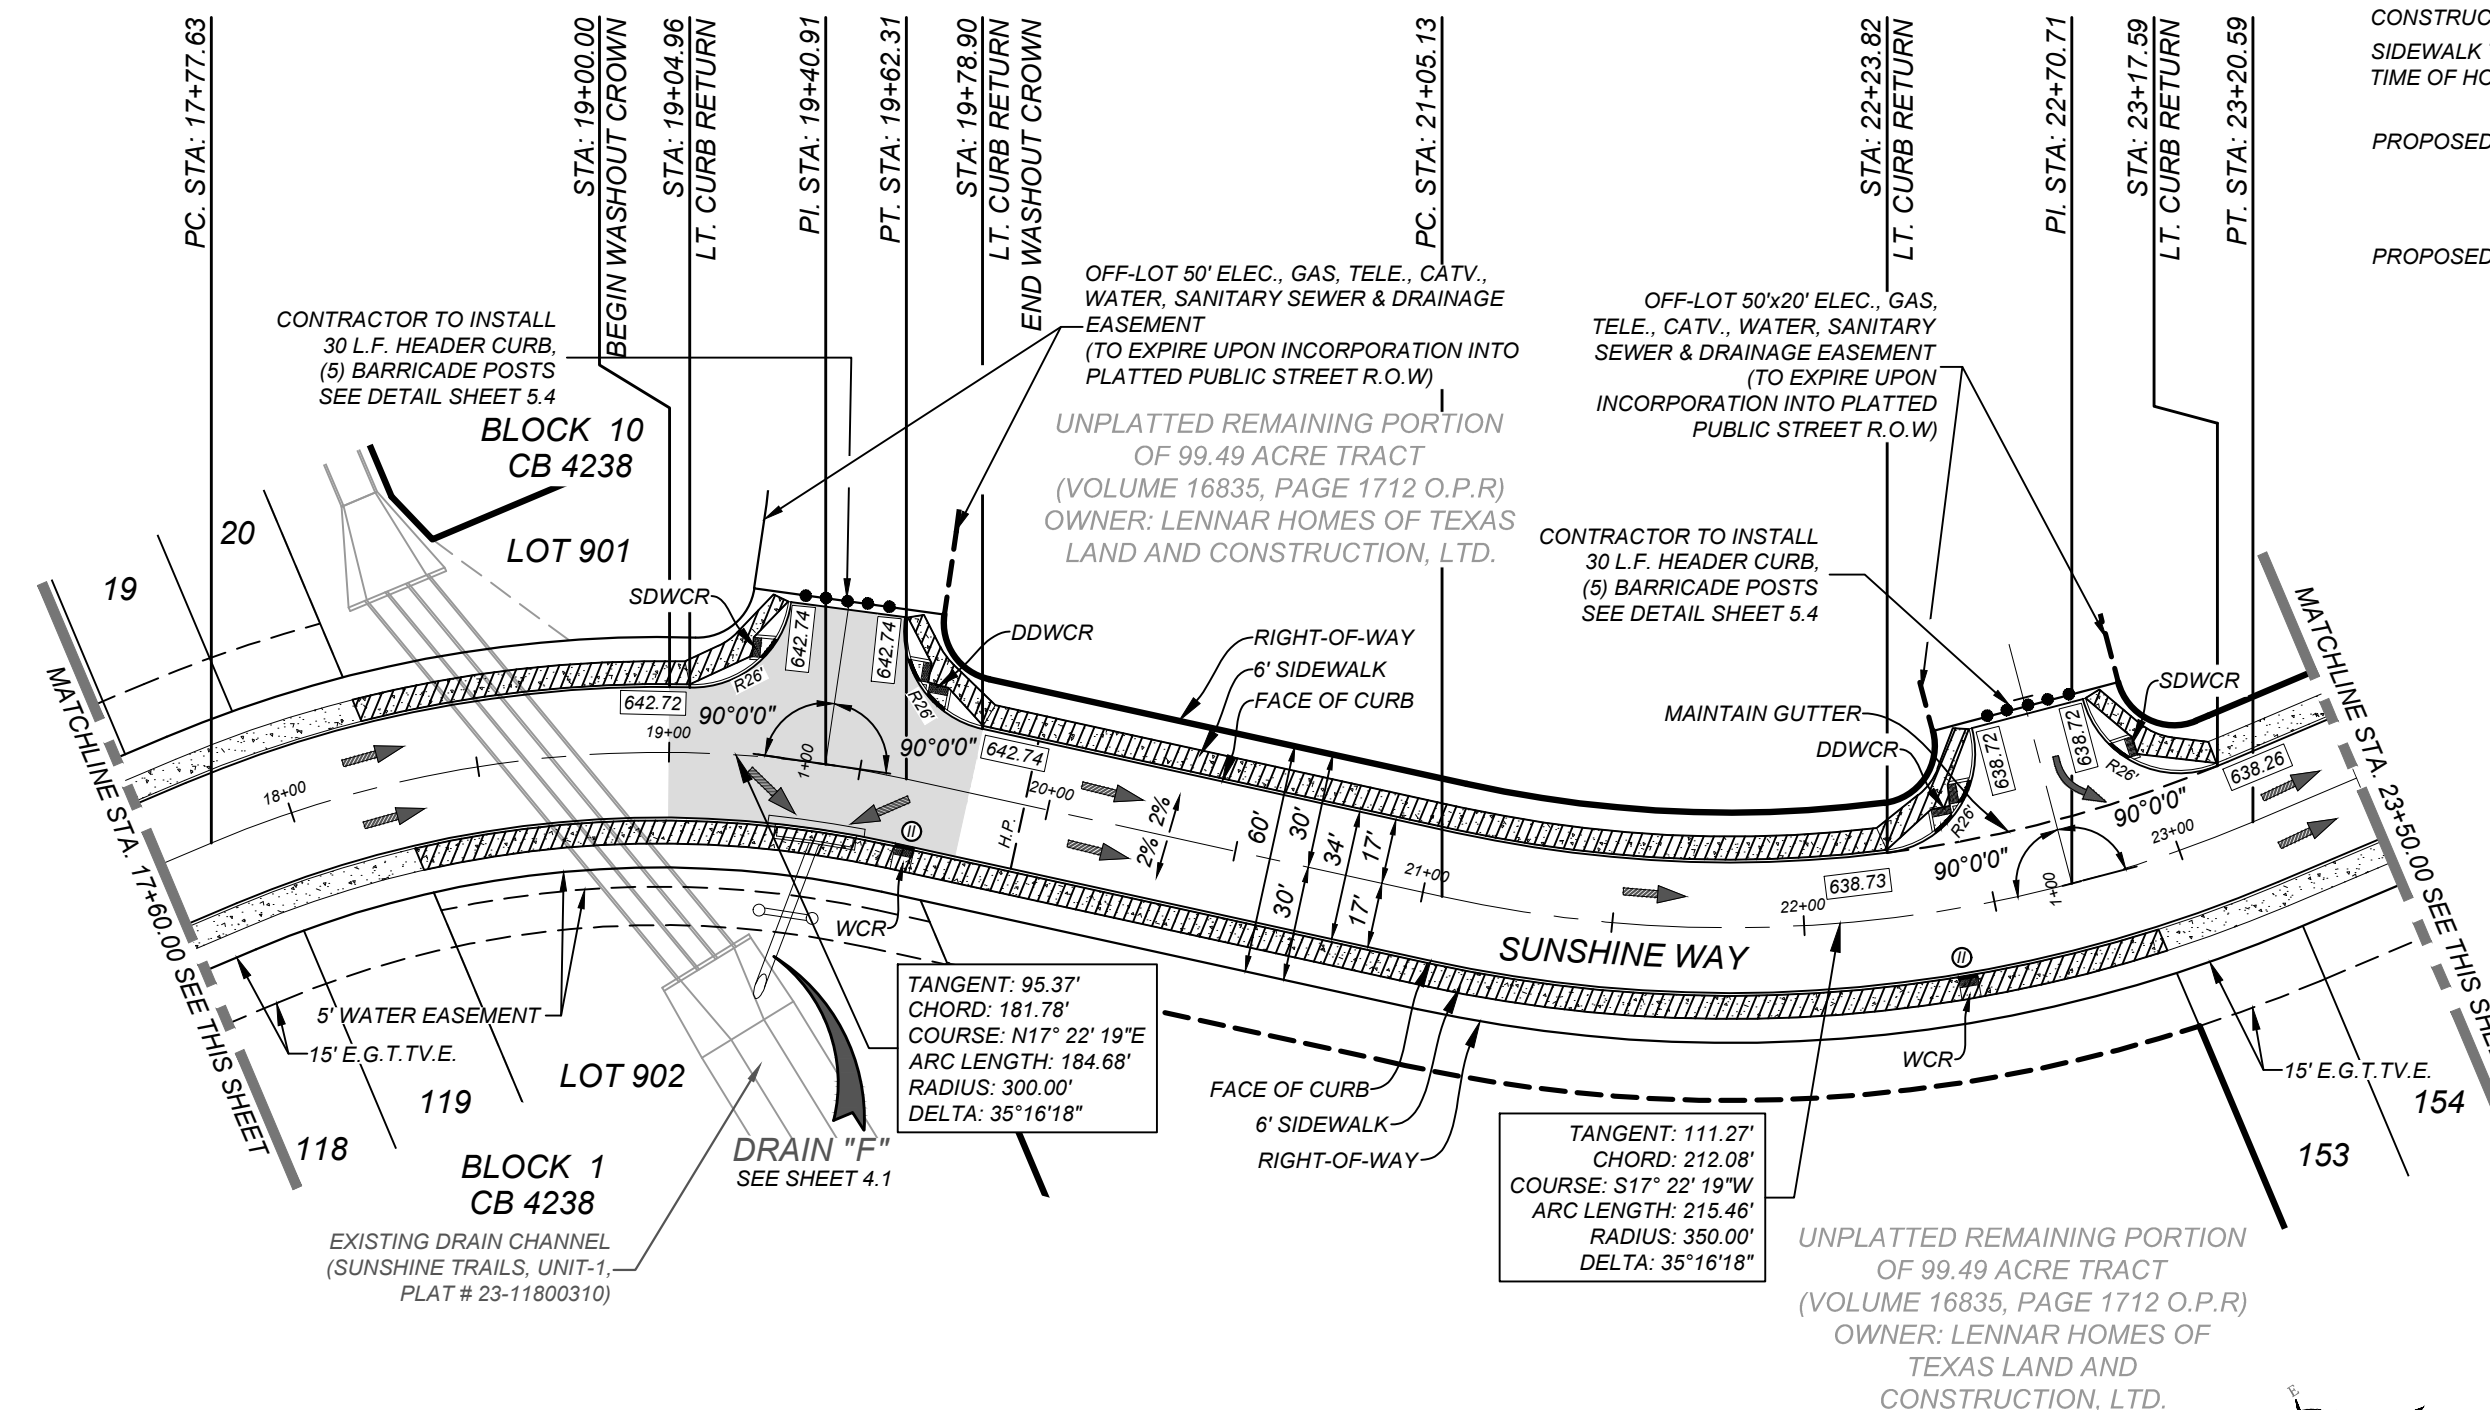 PC. STA: 17+77.63
STA: 19+00.00
BEGIN WASHOUT CROWN
STA: 19+04.96
LT. CURB RETURN
PI. STA: 19+40.91
PT. STA: 19+62.31
STA: 19+78.90
LT. CURB RETURN
END WASHOUT CROWN
PC. STA: 21+05.13
STA: 22+23.82
LT. CURB RETURN
PI. STA: 22+70.71
STA: 23+17.59
LT. CURB RETURN
PT. STA: 23+20.59
CONSTRUC
SIDEWALK
TIME OF HO
PROPOSED
PROPOSED
CONTRACTOR TO INSTALL
30 L.F. HEADER CURB,
(5) BARRICADE POSTS
SEE DETAIL SHEET 5.4
BLOCK 10
CB 4238
LOT 901
20
19
OFF-LOT 50' ELEC., GAS, TELE., CATV.,
WATER, SANITARY SEWER & DRAINAGE
EASEMENT
(TO EXPIRE UPON INCORPORATION INTO
PLATTED PUBLIC STREET R.O.W)
UNPLATTED REMAINING PORTION
OF 99.49 ACRE TRACT
(VOLUME 16835, PAGE 1712 O.P.R)
OWNER: LENNAR HOMES OF TEXAS
LAND AND CONSTRUCTION, LTD.
OFF-LOT 50'x20' ELEC., GAS,
TELE., CATV., WATER, SANITARY
SEWER & DRAINAGE EASEMENT
(TO EXPIRE UPON
INCORPORATION INTO PLATTED
PUBLIC STREET R.O.W)
CONTRACTOR TO INSTALL
30 L.F. HEADER CURB,
(5) BARRICADE POSTS
SEE DETAIL SHEET 5.4
SDWCR
DDWCR
RIGHT-OF-WAY
6' SIDEWALK
FACE OF CURB
MAINTAIN GUTTER
DDWCR
SDWCR
642.74
642.74
R26'
R26'
642.72
90°0'0"
90°0'0"
642.74
638.72
638.72
R26'
R26'
638.26
90°0'0"
90°0'0"
638.73
18+00
19+00
1+00
20+00
21+00
22+00
1+00
23+00
H.P.
2%
2%
60'
30'
30'
34'
17'
17'
II
II
WCR
WCR
SUNSHINE WAY
MATCHLINE STA. 17+60.00 SEE THIS SHEET
MATCHLINE STA. 23+50.00 SEE THIS SHEE
5' WATER EASEMENT
15' E.G.T.TV.E.
LOT 902
119
118
BLOCK 1
CB 4238
EXISTING DRAIN CHANNEL
(SUNSHINE TRAILS, UNIT-1,
PLAT # 23-11800310)
DRAIN "F"
SEE SHEET 4.1
TANGENT: 95.37'
CHORD: 181.78'
COURSE: N17° 22' 19"E
ARC LENGTH: 184.68'
RADIUS: 300.00'
DELTA: 35°16'18"
FACE OF CURB
6' SIDEWALK
RIGHT-OF-WAY
TANGENT: 111.27'
CHORD: 212.08'
COURSE: S17° 22' 19"W
ARC LENGTH: 215.46'
RADIUS: 350.00'
DELTA: 35°16'18"
15' E.G.T.TV.E.
154
153
UNPLATTED REMAINING PORTION
OF 99.49 ACRE TRACT
(VOLUME 16835, PAGE 1712 O.P.R)
OWNER: LENNAR HOMES OF
TEXAS LAND AND
CONSTRUCTION, LTD.
E